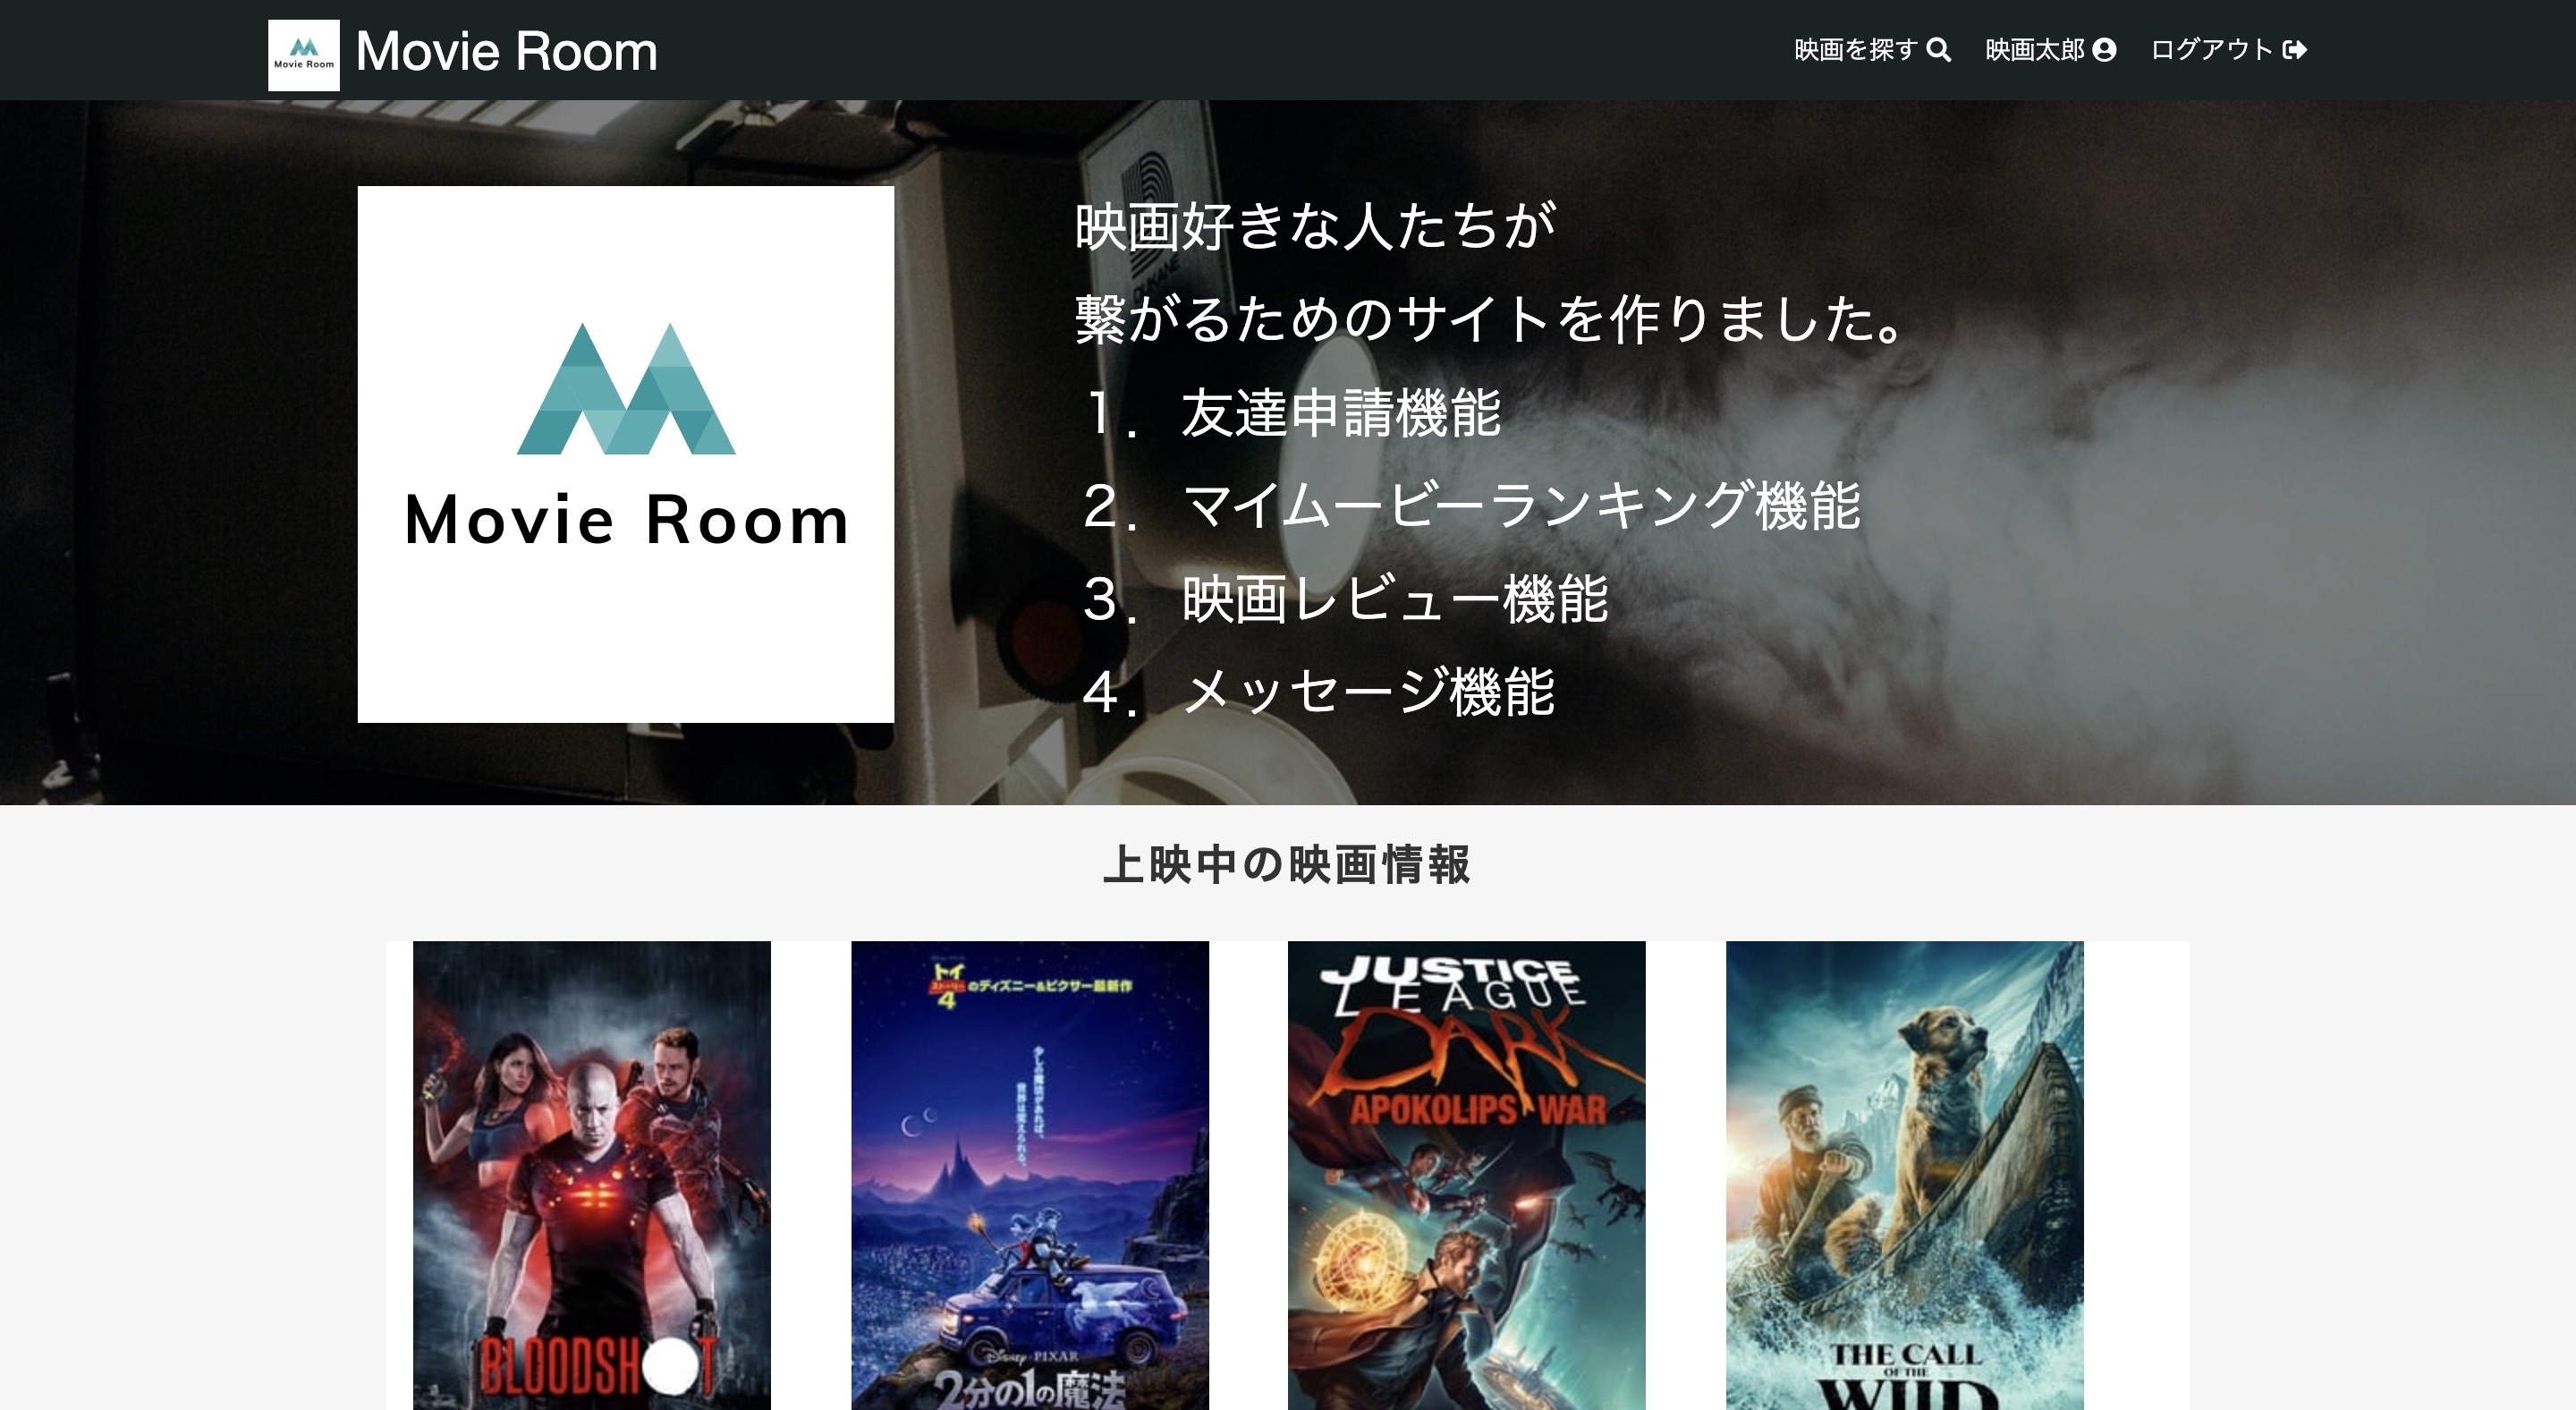 Movie Room
Movie Room
映画を探す
映画太郎
ログアウト
Movie Room
映画好きな人たちが
繋がるためのサイトを作りました。
1. 友達申請機能
2. マイムービーランキング機能
3. 映画レビュー機能
4. メッセージ機能
DUKANE
上映中の映画情報
BLOODSH T
トイ
ストーリー
4
のディズニー&ピクサー最新作
少しの魔法があれば、
世界は変えられる。
Disney・PIXAR
2分の1の魔法
JUSTICE
LEAGUE
DARK
APOKOLIPS WAR
THE CALL
OF THE
WILD